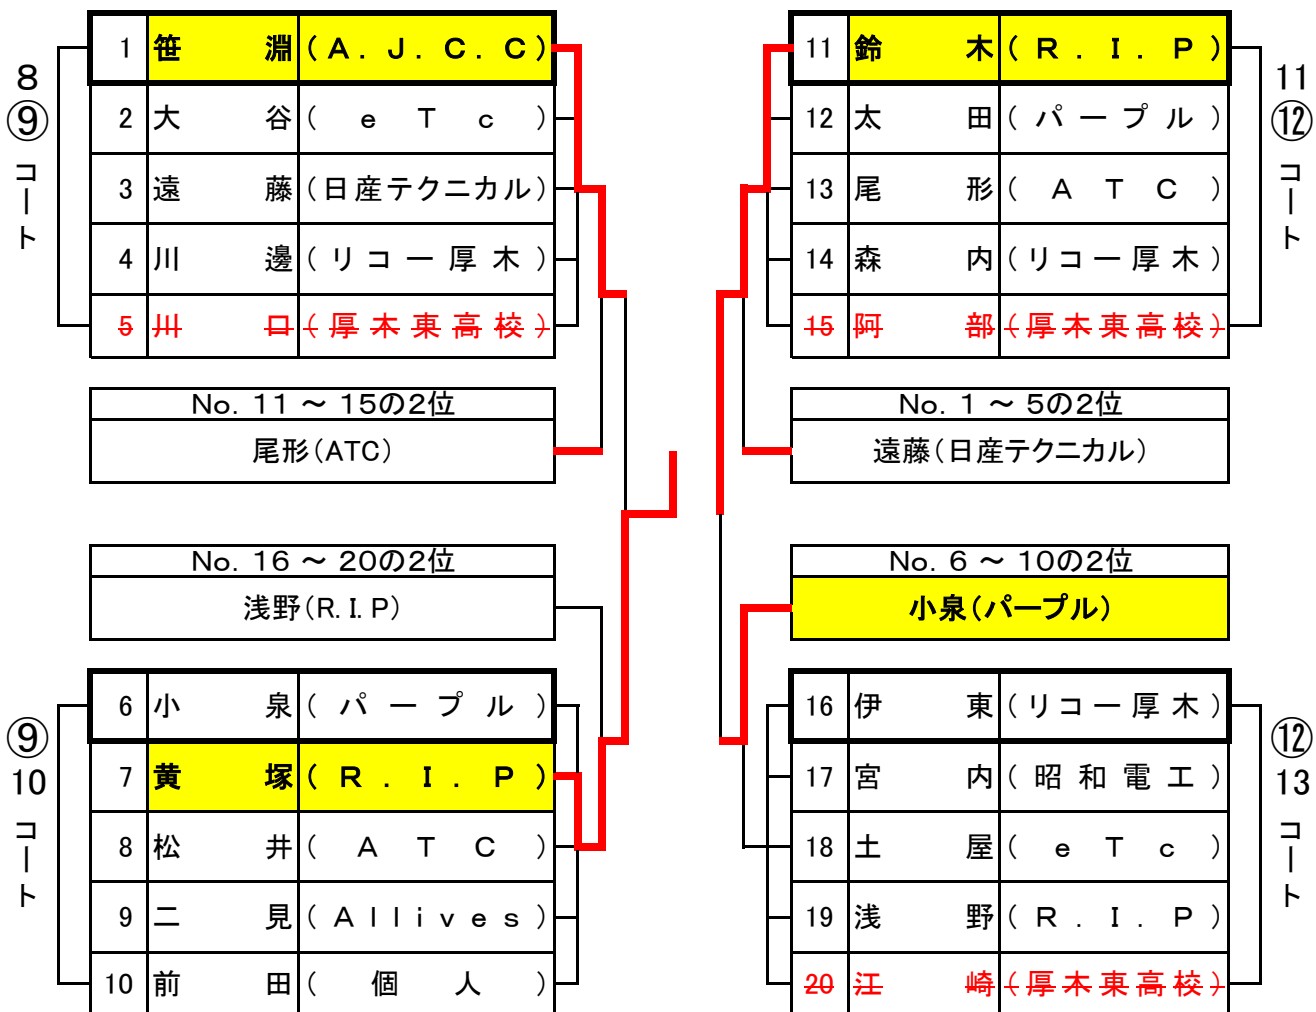 8
⑨
コート
1 笹淵 (A.J.C.C)
2 大谷 (eTc)
3 遠藤 (日産テクニカル)
4 川邊 (リコー厚木)
5 川口 (厚木東高校)
No. 11 ～ 15の2位
尾形(ATC)
No. 16 ～ 20の2位
浅野(R.I.P)
⑨
10
コート
6 小泉 (パープル)
7 黄塚 (R.I.P)
8 松井 (ATC)
9 二見 (Allives)
10 前田 (個人)
11 鈴木 (R.I.P)
12 太田 (パープル)
13 尾形 (ATC)
14 森内 (リコー厚木)
15 阿部 (厚木東高校)
11
⑫
コート
No. 1 ～ 5の2位
遠藤(日産テクニカル)
No. 6 ～ 10の2位
小泉(パープル)
16 伊東 (リコー厚木)
17 宮内 (昭和電工)
18 土屋 (eTc)
19 浅野 (R.I.P)
20 江崎 (厚木東高校)
⑫
13
コート